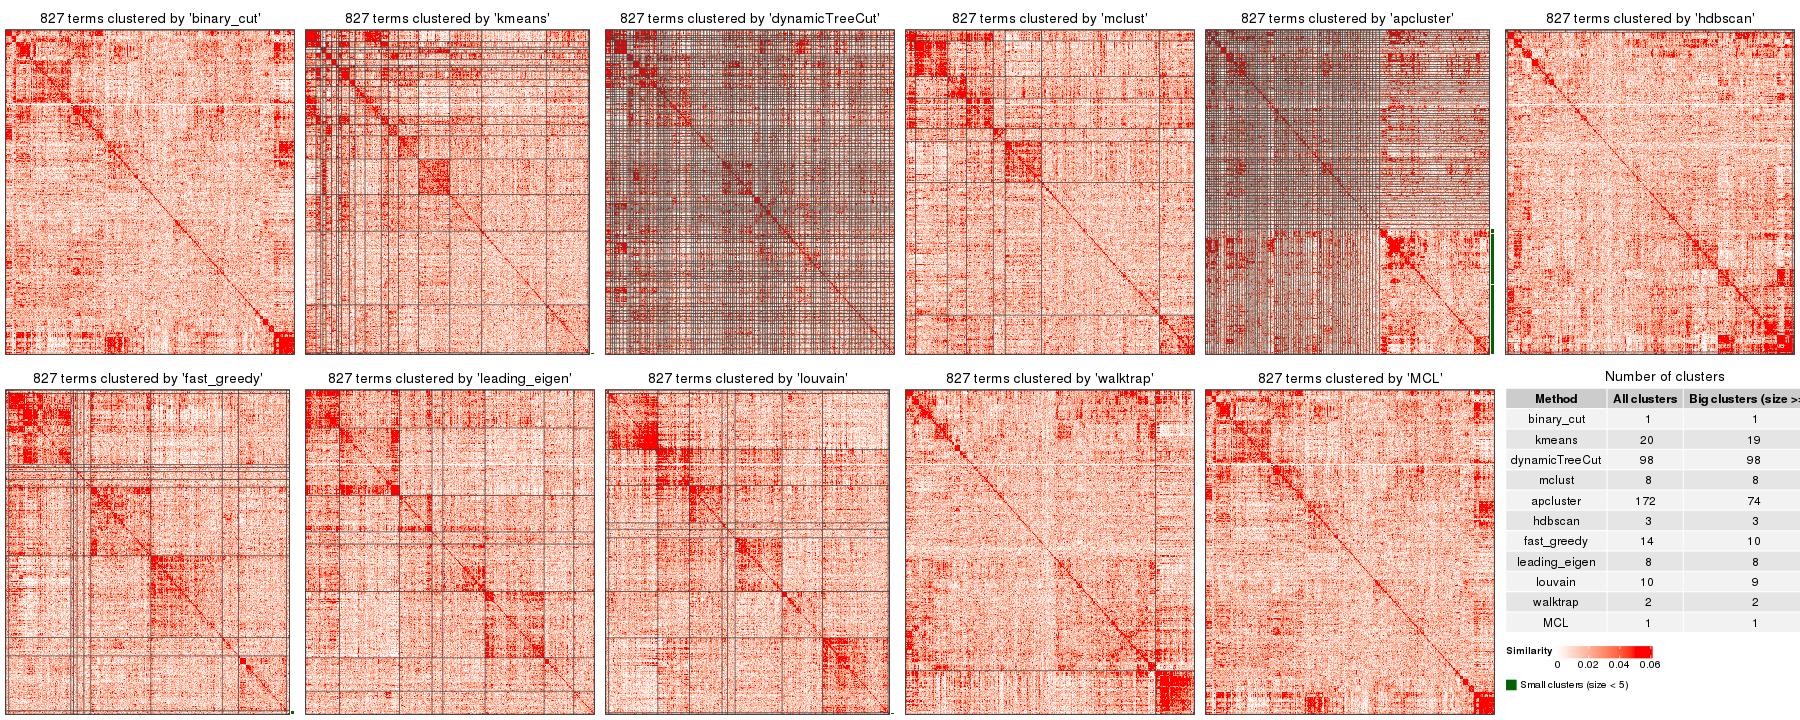 827 terms clustered by 'binary_cut'
827 terms clustered by 'kmeans'
827 terms clustered by 'dynamicTreeCut'
827 terms clustered by 'mclust'
827 terms clustered by 'apcluster'
827 terms clustered by 'hdbscan'
827 terms clustered by 'fast_greedy'
827 terms clustered by 'leading_eigen'
827 terms clustered by 'louvain'
827 terms clustered by 'walktrap'
827 terms clustered by 'MCL'
Number of clusters
Method All clusters Big clusters (size >=
binary_cut 1 1
kmeans 20 19
dynamicTreeCut 98 98
mclust 8 8
apcluster 172 74
hdbscan 3 3
fast_greedy 14 10
leading_eigen 8 8
louvain 10 9
walktrap 2 2
MCL 1 1
Similarity
0 0.02 0.04 0.06
Small clusters (size < 5)